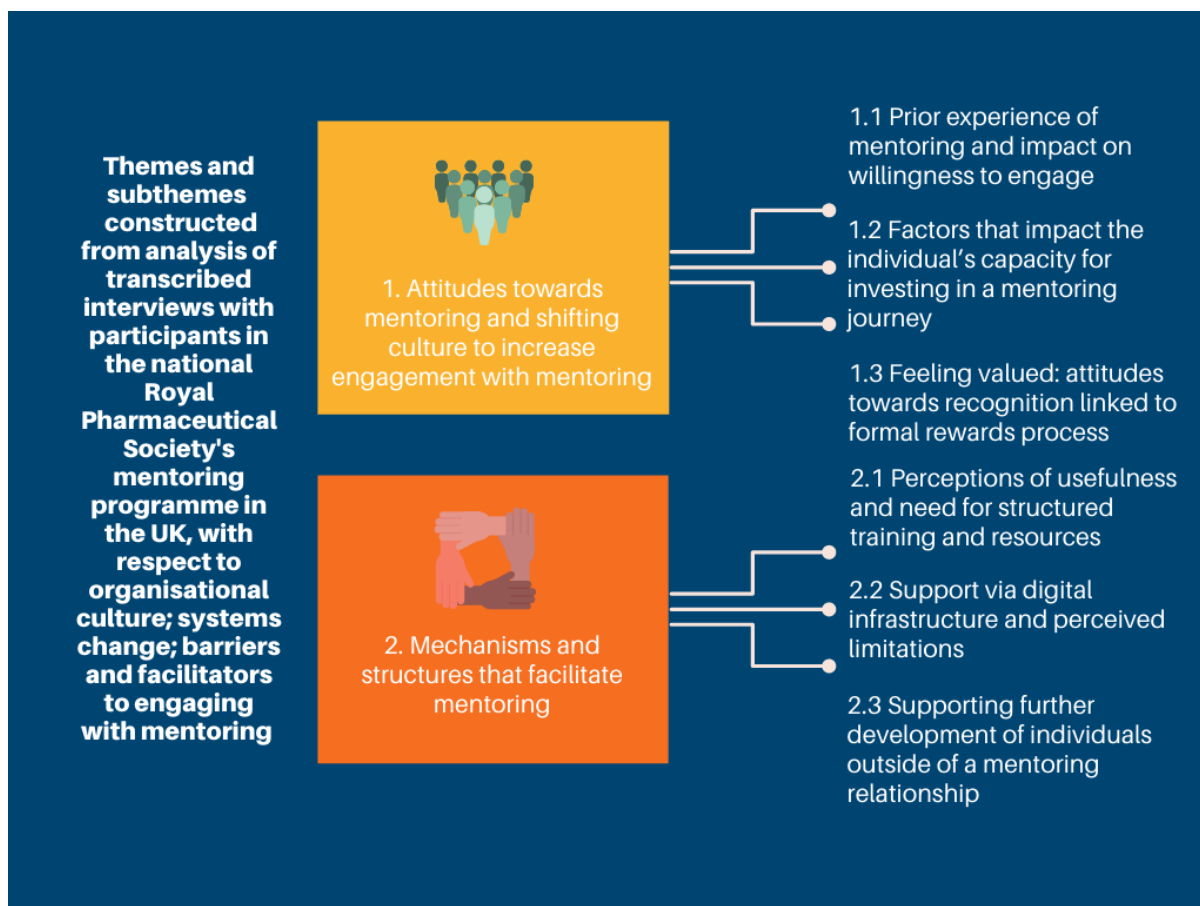 Themes and
subthemes
constructed
from analysis of
transcribed
interviews with
participants in
the national
Royal
Pharmaceutical
Society's
mentoring
programme in
the UK, with
respect to
organisational
culture; systems
change; barriers
and facilitators
to engaging
with mentoring
1. Attitudes towards
mentoring and shifting
culture to increase
engagement with mentoring
1.1 Prior experience of
mentoring and impact on
willingness to engage
1.2 Factors that impact the
individual’s capacity for
investing in a mentoring
journey
1.3 Feeling valued: attitudes
towards recognition linked to
formal rewards process
2. Mechanisms and
structures that facilitate
mentoring
2.1 Perceptions of usefulness
and need for structured
training and resources
2.2 Support via digital
infrastructure and perceived
limitations
2.3 Supporting further
development of individuals
outside of a mentoring
relationship